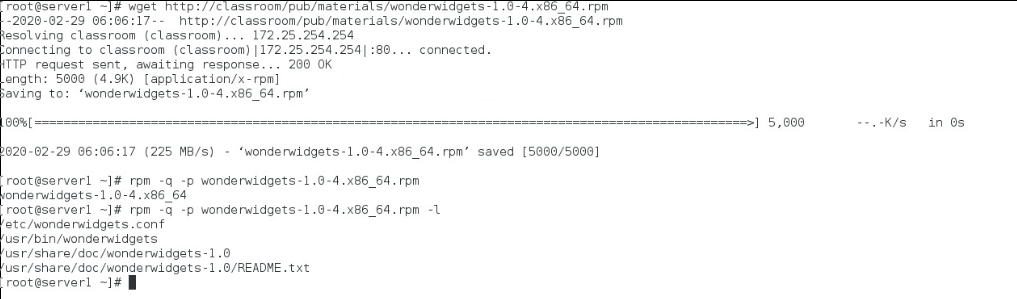 [root@server1 ~]# wget http://classroom/pub/materials/wonderwidgets-1.0-4.x86_64.rpm
--2020-02-29 06:06:17-- http://classroom/pub/materials/wonderwidgets-1.0-4.x86_64.rpm
Resolving classroom (classroom)... 172.25.254.254
Connecting to classroom (classroom)|172.25.254.254|:80... connected.
HTTP request sent, awaiting response... 200 OK
Length: 5000 (4.9K) [application/x-rpm]
Saving to: ‘wonderwidgets-1.0-4.x86_64.rpm’
100%[======================================================================================================>] 5,000 --.-K/s in 0s
2020-02-29 06:06:17 (225 MB/s) - ‘wonderwidgets-1.0-4.x86_64.rpm’ saved [5000/5000]
[root@server1 ~]# rpm -q -p wonderwidgets-1.0-4.x86_64.rpm
wonderwidgets-1.0-4.x86_64
[root@server1 ~]# rpm -q -p wonderwidgets-1.0-4.x86_64.rpm -l
/etc/wonderwidgets.conf
/usr/bin/wonderwidgets
/usr/share/doc/wonderwidgets-1.0
/usr/share/doc/wonderwidgets-1.0/README.txt
[root@server1 ~]#